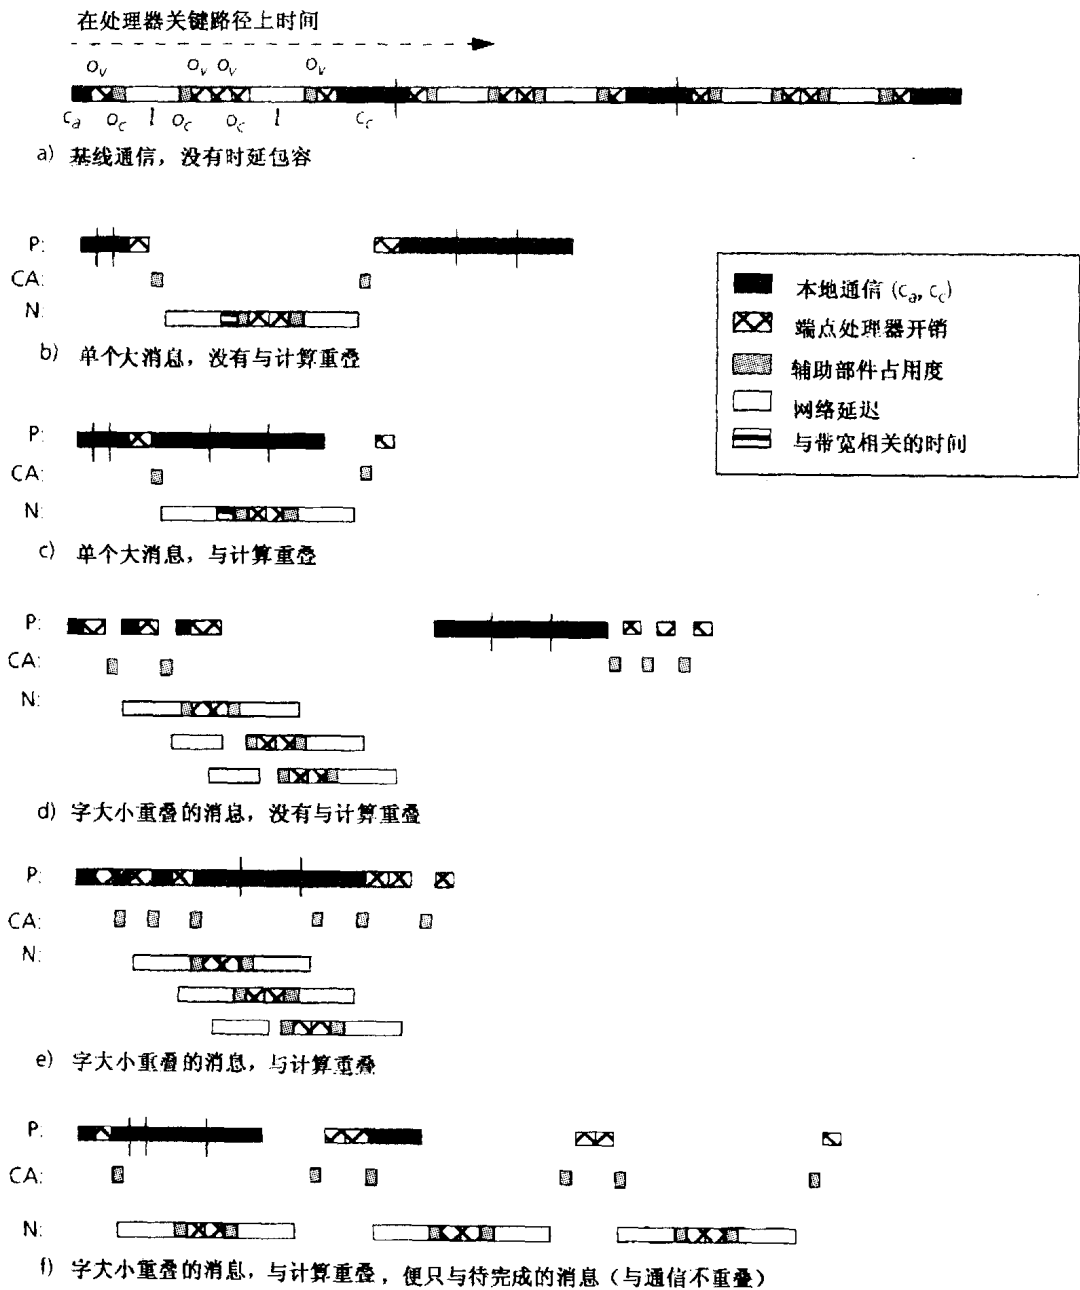 在处理器关键路径上时间
o_v o_v o_v o_v
c_a o_c l o_c o_c l c_c
a) 基线通信，没有时延包容
P:
CA:
N:
b) 单个大消息，没有与计算重叠
本地通信 (c_a, c_c)
端点处理器开销
辅助部件占用度
网络延迟
与带宽相关的时间
P:
CA:
N:
c) 单个大消息，与计算重叠
P:
CA:
N:
d) 字大小重叠的消息，没有与计算重叠
P:
CA:
N:
e) 字大小重叠的消息，与计算重叠
P:
CA:
N:
f) 字大小重叠的消息，与计算重叠，便只与待完成的消息（与通信不重叠）